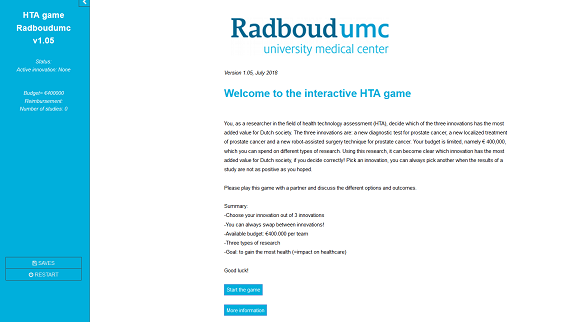 HTA game
Radboudumc
v1.05
Status:
Active innovation: None
Budget= €400000
Reimbursement:
Number of studies: 0
SAVES
RESTART
Radboudumc
university medical center
Version 1.05, July 2018
Welcome to the interactive HTA game
You, as a researcher in the field of health technology assessment (HTA), decide which of the three innovations has the most
added value for Dutch society. The three innovations are: a new diagnostic test for prostate cancer, a new localized treatment
of prostate cancer and a new robot-assisted surgery technique for prostate cancer. Your budget is limited, namely € 400,000,
which you can spend on different types of research. Using this research, it can become clear which innovation has the most
added value for Dutch society, if you decide correctly! Pick an innovation, you can always pick another when the results of a
study are not as positive as you hoped.
Please play this game with a partner and discuss the different options and outcomes.
Summary:
-Choose your innovation out of 3 innovations
-You can always swap between innovations!
-Available budget: €400.000 per team
-Three types of research
-Goal: to gain the most health (=impact on healthcare)
Good luck!
Start the game
More information